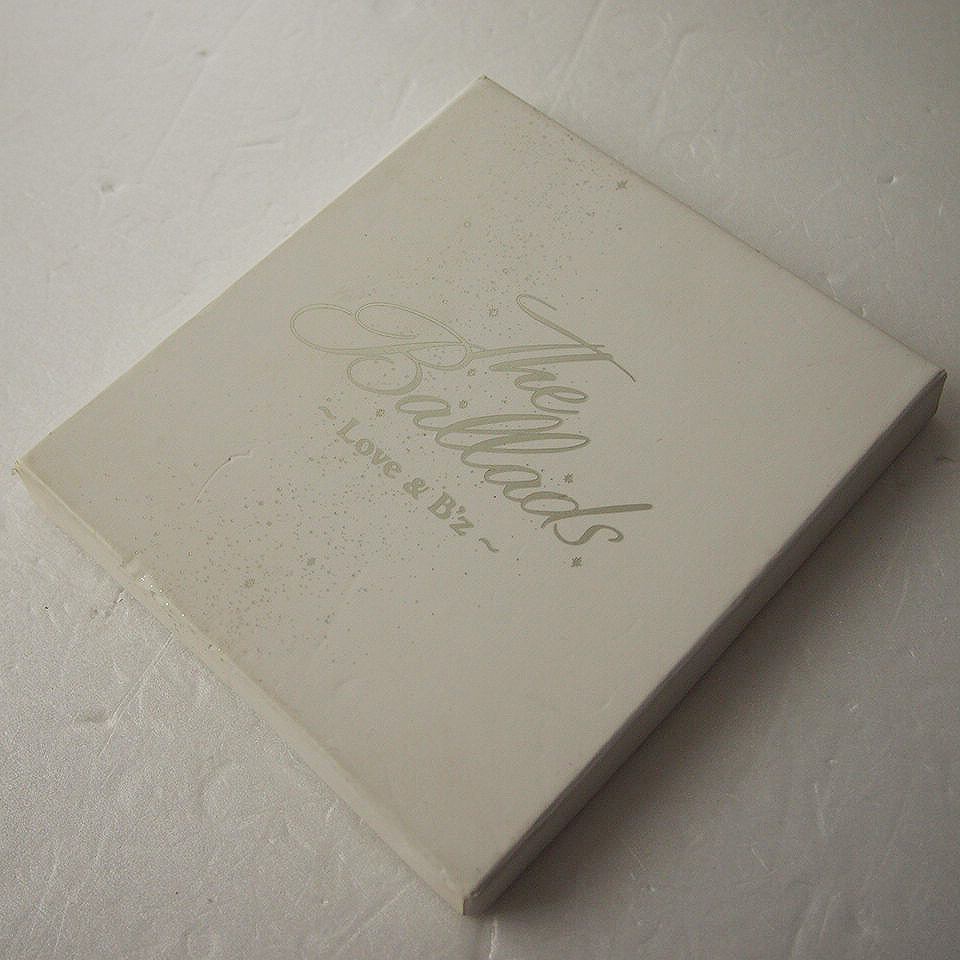 The
Ballads
~ Love & B'z ~